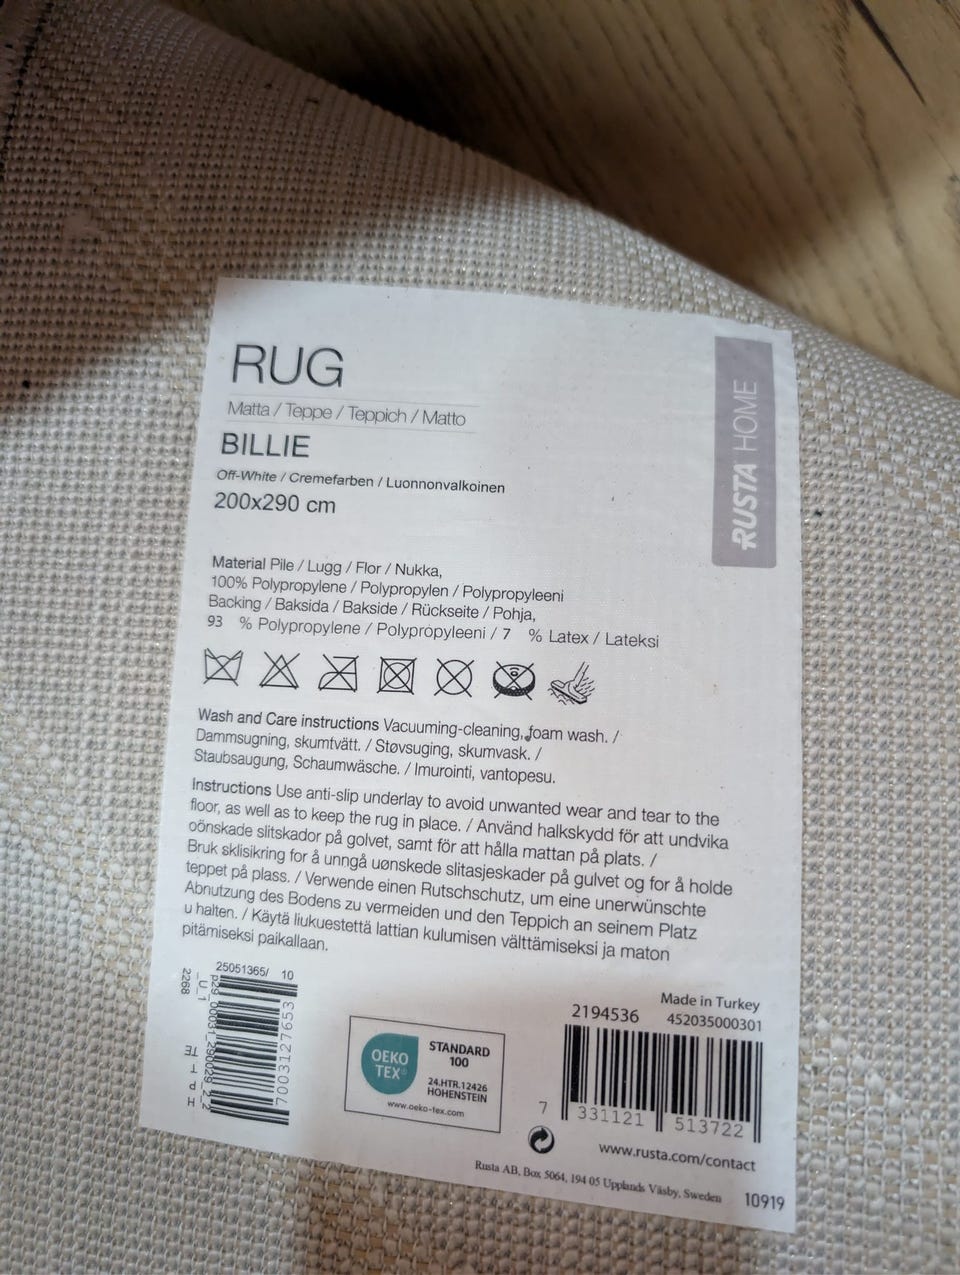 RUG
Matta / Teppe / Teppich / Matto
BILLIE
Off-White / Cremefarben / Luonnonvalkoinen
200x290 cm
RUSTA HOME
Material Pile / Lugg / Flor / Nukka,
100% Polypropylene / Polypropylen / Polypropyleeni
Backing / Baksida / Bakside / Rückseite / Pohja,
93 % Polypropylene / Polypropyleeni / 7 % Latex / Lateksi
Wash and Care instructions Vacuuming-cleaning, foam wash. /
Dammsugning, skumtvätt. / Støvsuging, skumvask. /
Staubsaugung, Schaumwäsche. / Imurointi, vantopesu.
Instructions Use anti-slip underlay to avoid unwanted wear and tear to the
floor, as well as to keep the rug in place. / Använd halkskydd för att undvika
oönskade slitskador på golvet, samt för att hålla mattan på plats. /
Bruk sklisikring for å unngå uønskede slitasjeskader på gulvet og for å holde
teppet på plass. / Verwende einen Rutschschutz, um eine unerwünschte
Abnutzung des Bodens zu vermeiden und den Teppich an seinem Platz
u halten. / Käytä liukuestettä lattian kulumisen välttämiseksi ja maton
pitämiseksi paikallaan.
25051365/ 10
p29_00031_290029_2_2
_U_1
2268
H P T TE
7003127653
OEKO
TEX®
STANDARD
100
24.HTR.12426
HOHENSTEIN
www.oeko-tex.com
Made in Turkey
2194536 452035000301
7 331121 513722
www.rusta.com/contact
Rusta AB, Box 5064, 194 05 Upplands Väsby, Sweden
10919